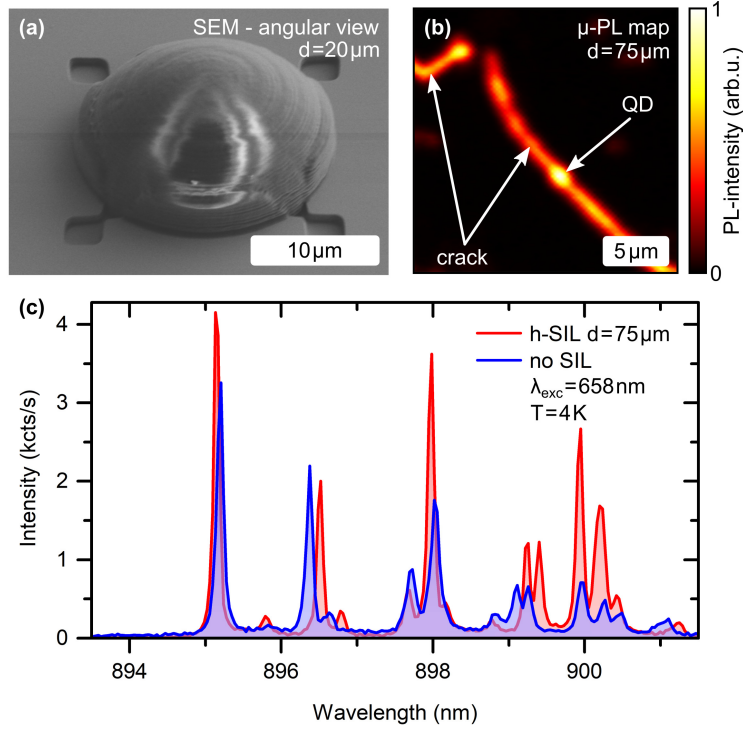 (a)
SEM - angular view
d=20µm
10µm
(b)
µ-PL map
d=75µm
QD
crack
5µm
1
0
PL-intensity (arb.u.)
(c)
h-SIL d=75µm
no SIL
λexc=658nm
T=4K
4
3
2
1
0
Intensity (kcts/s)
894 896 898 900
Wavelength (nm)